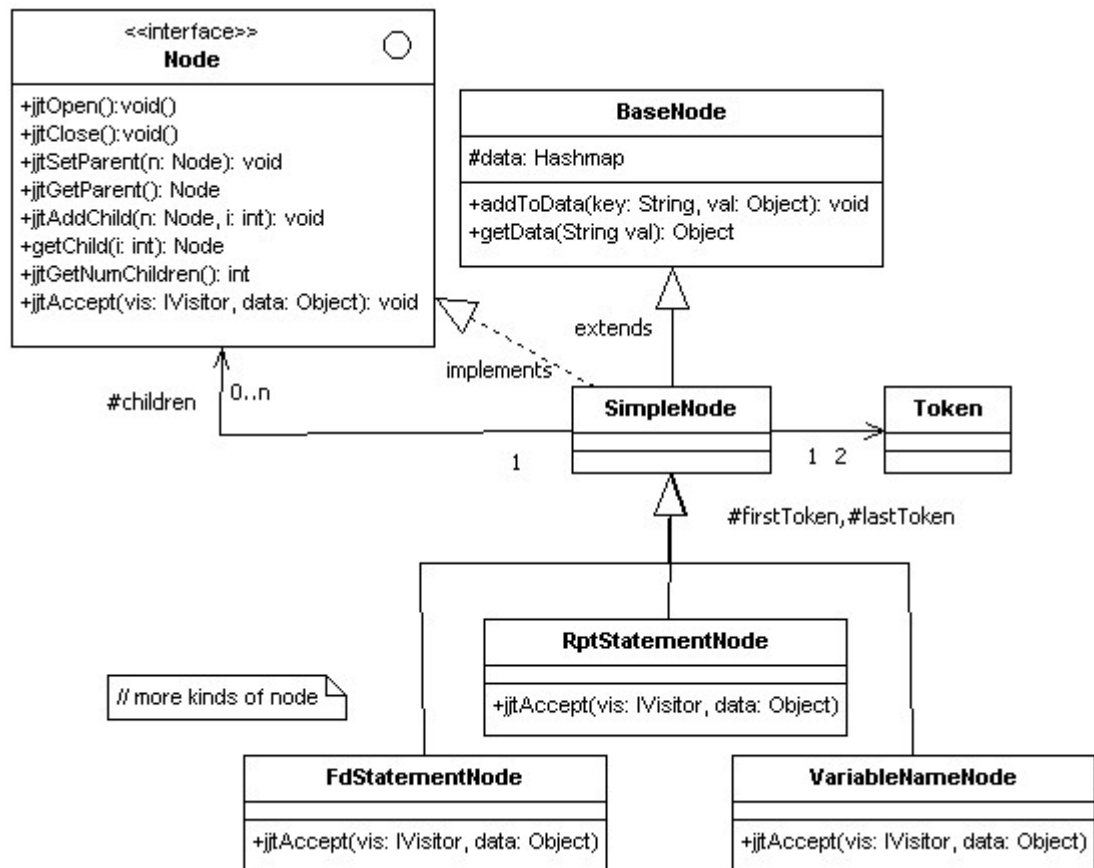 <<interface>>
Node
+jjtOpen():void()
+jjtClose():void()
+jjtSetParent(n: Node): void
+jjtGetParent(): Node
+jjtAddChild(n: Node, i: int): void
+getChild(i: int): Node
+jjtGetNumChildren(): int
+jjtAccept(vis: IVisitor, data: Object): void
BaseNode
#data: Hashmap
+addToData(key: String, val: Object): void
+getData(String val): Object
extends
implements
#children
0..n
SimpleNode
Token
1
1 2
#firstToken,#lastToken
RptStatementNode
+jjtAccept(vis: IVisitor, data: Object)
// more kinds of node
FdStatementNode
+jjtAccept(vis: IVisitor, data: Object)
VariableNameNode
+jjtAccept(vis: IVisitor, data: Object)